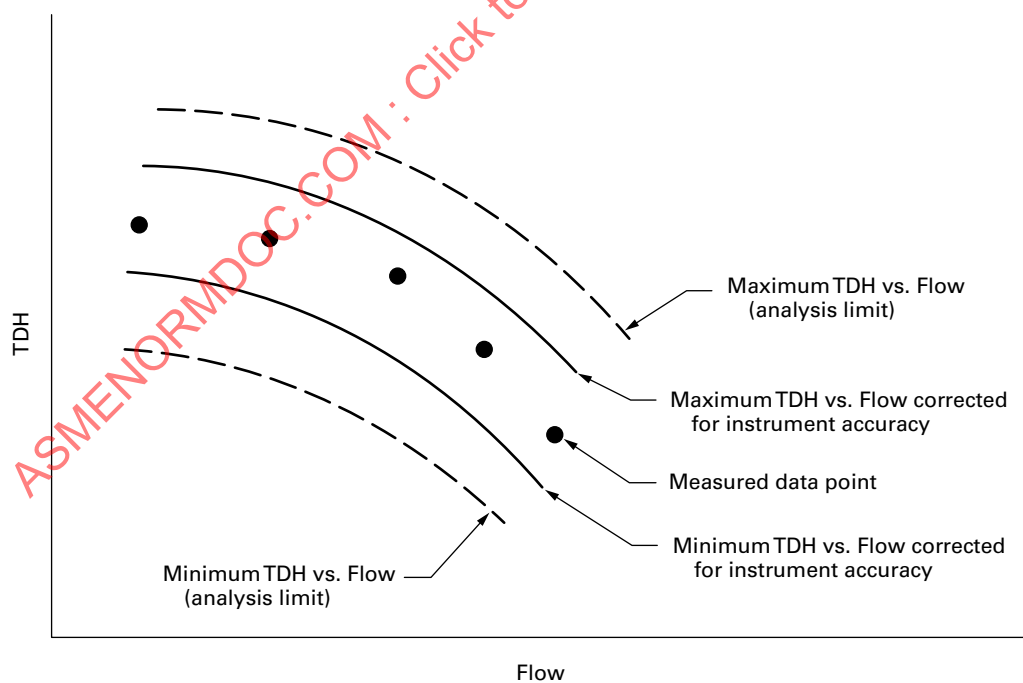 ASMENORMDOC.COM : Click to
TDH
Maximum TDH vs. Flow
(analysis limit)
Maximum TDH vs. Flow corrected
for instrument accuracy
Measured data point
Minimum TDH vs. Flow corrected
for instrument accuracy
Minimum TDH vs. Flow
(analysis limit)
Flow